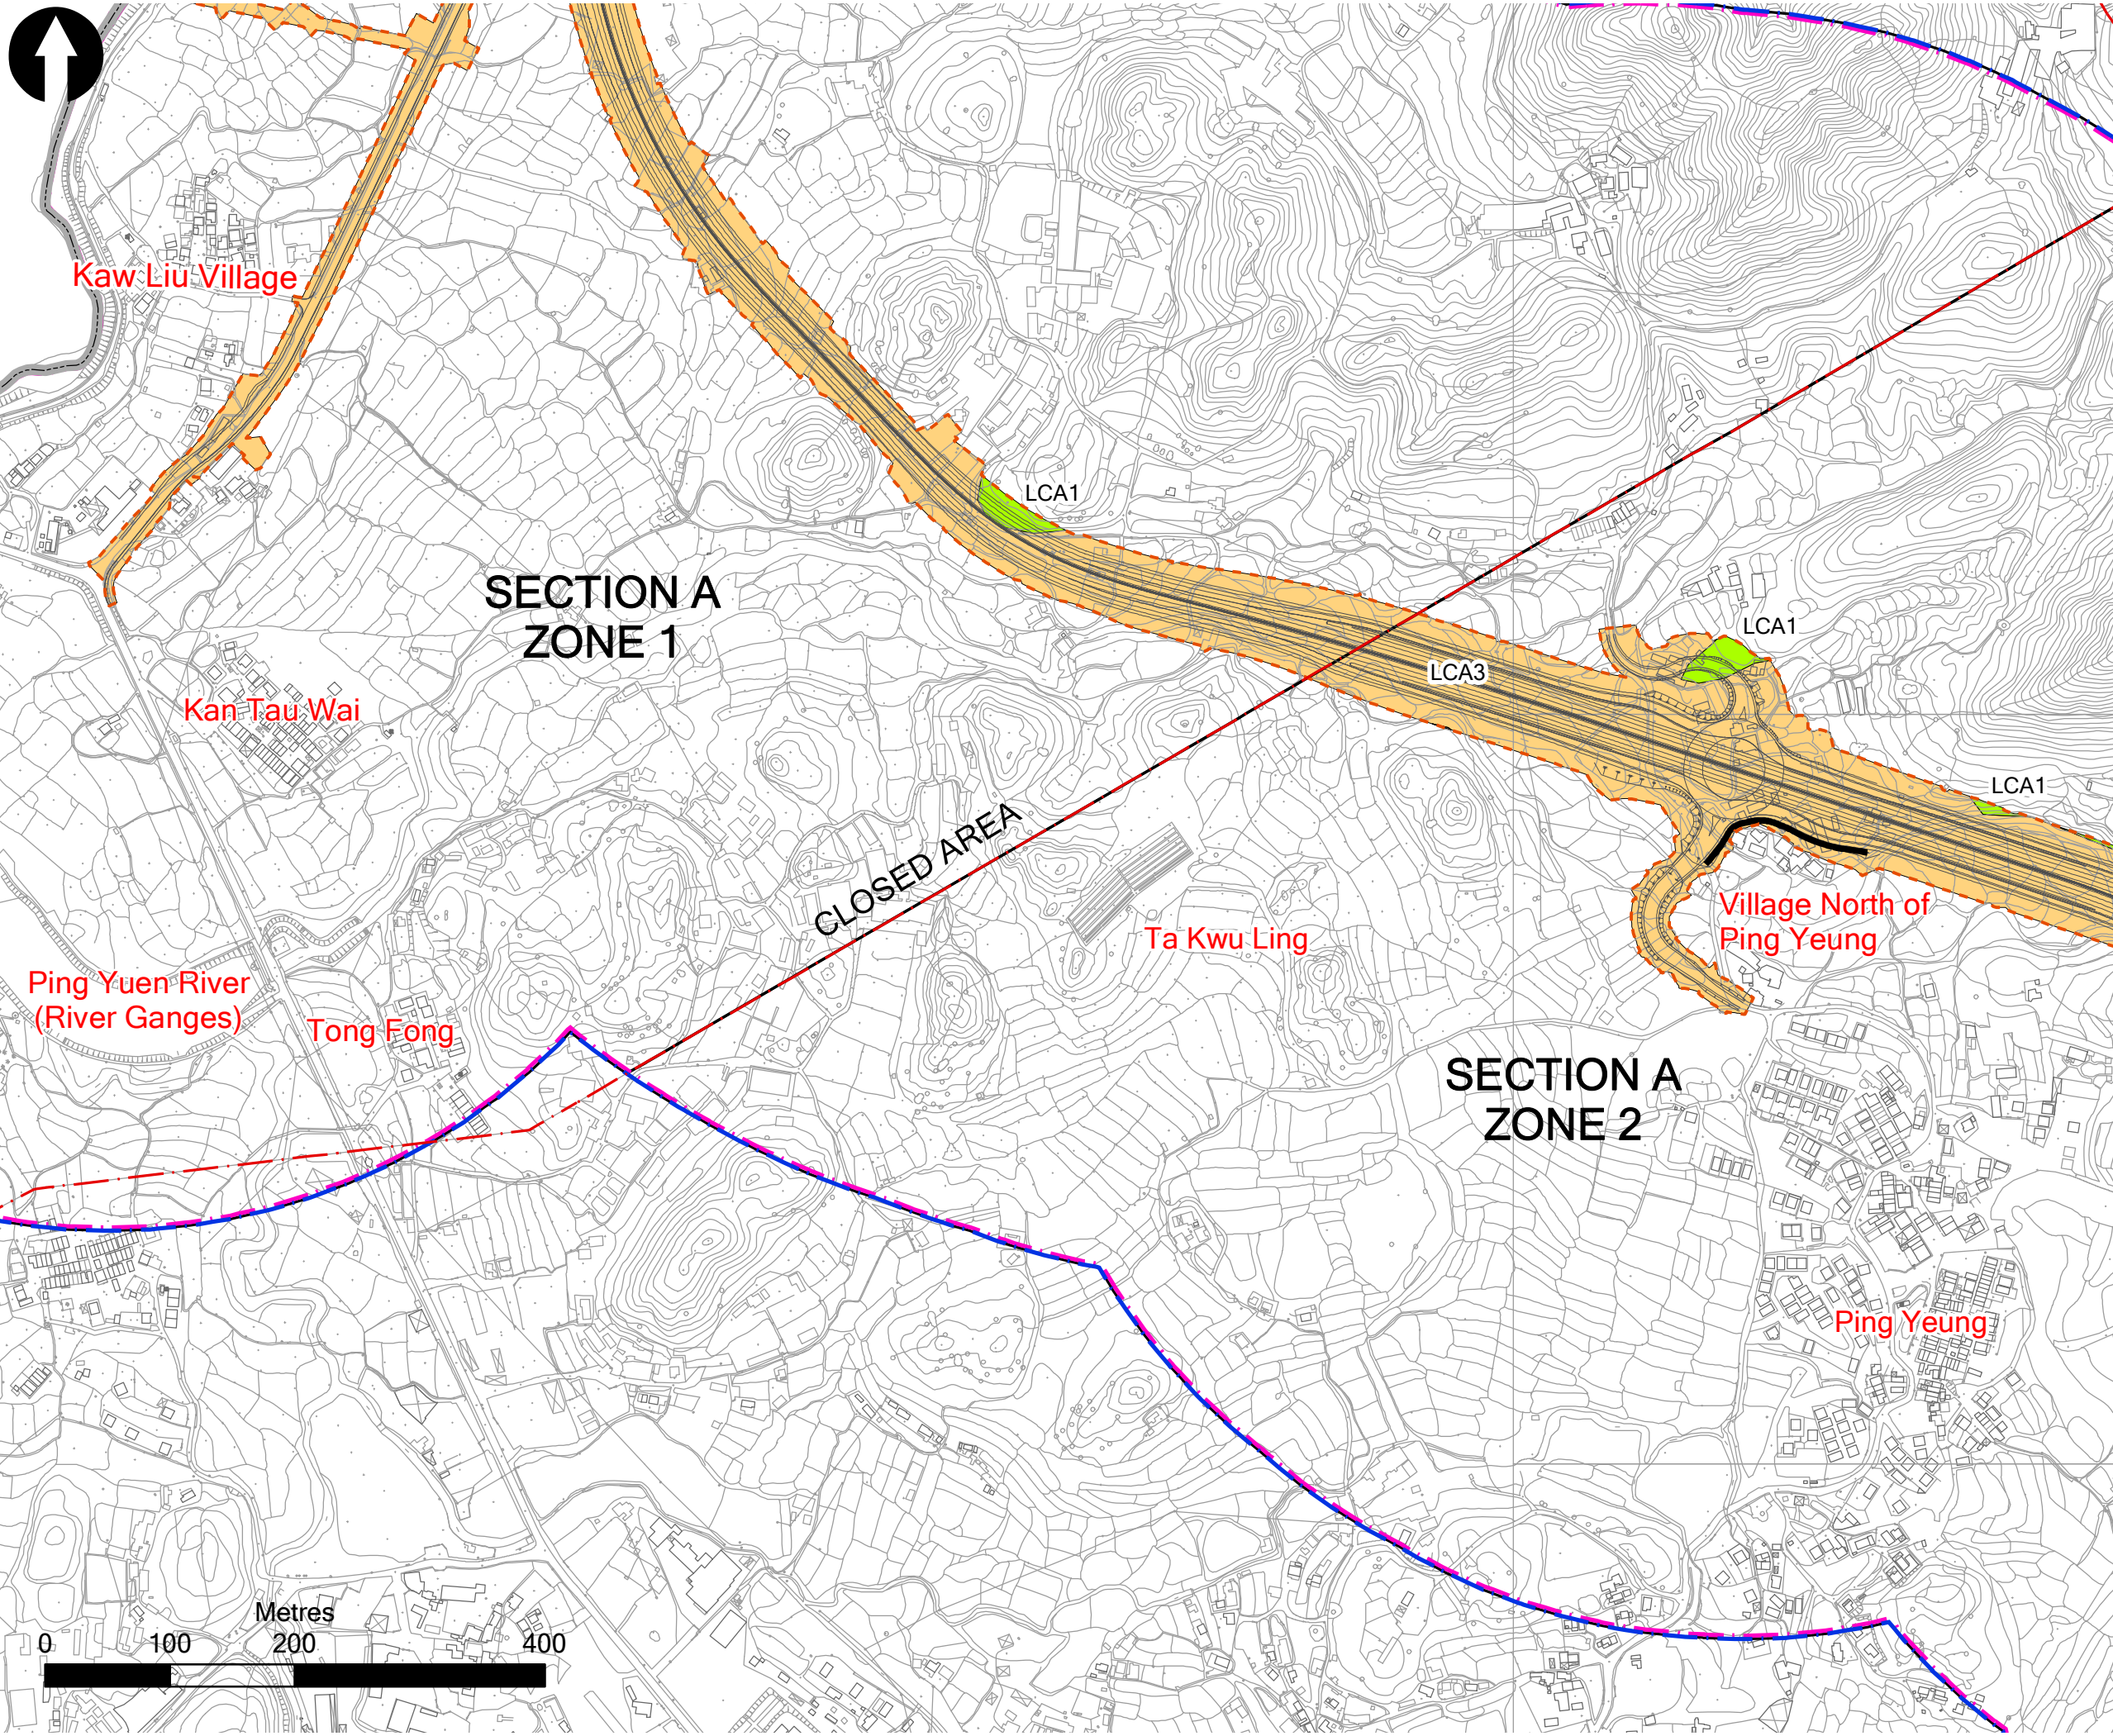 Kaw Liu Village
LCA1
SECTION A
ZONE 1
LCA1
LCA3
Kan Tau Wai
LCA1
CLOSED AREA
Village North of
Ping Yeung
Ta Kwu Ling
Ping Yuen River
(River Ganges)
Tong Fong
SECTION A
ZONE 2
Ping Yeung
Metres
0 100 200 400